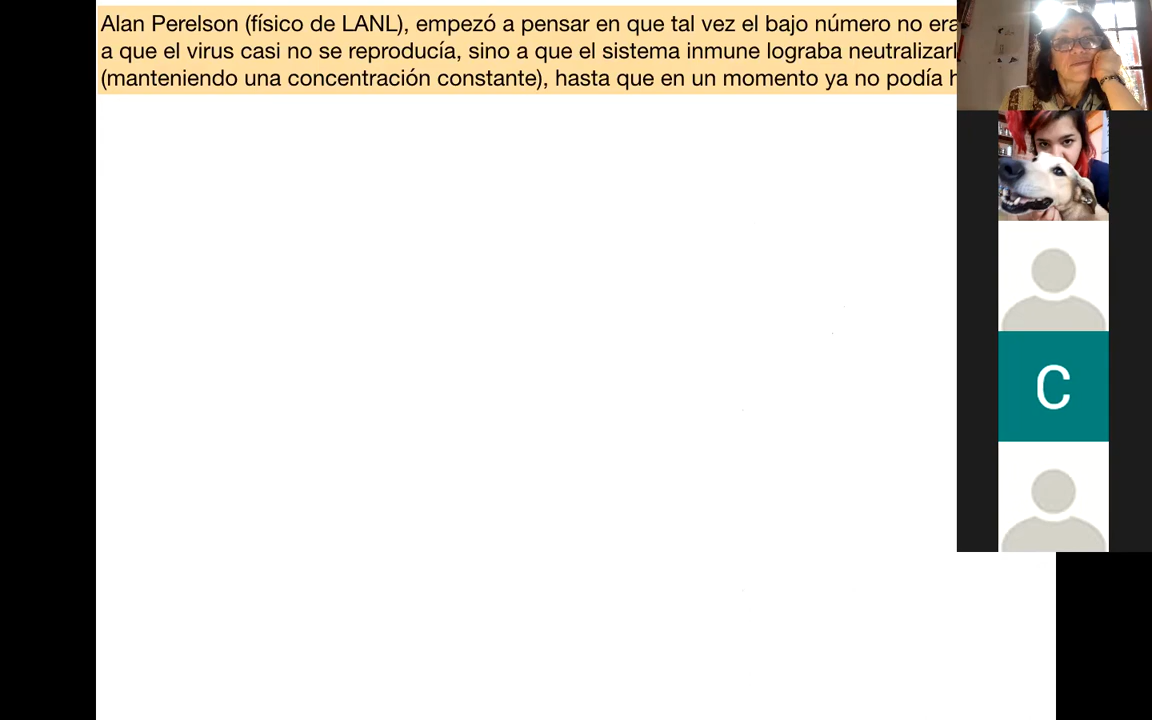 Alan Perelson (físico de LANL), empezó a pensar en que tal vez el bajo número no era
a que el virus casi no se reproducía, sino a que el sistema inmune lograba
(manteniendo una concentración constante), hasta que en un momento ya no podía
C